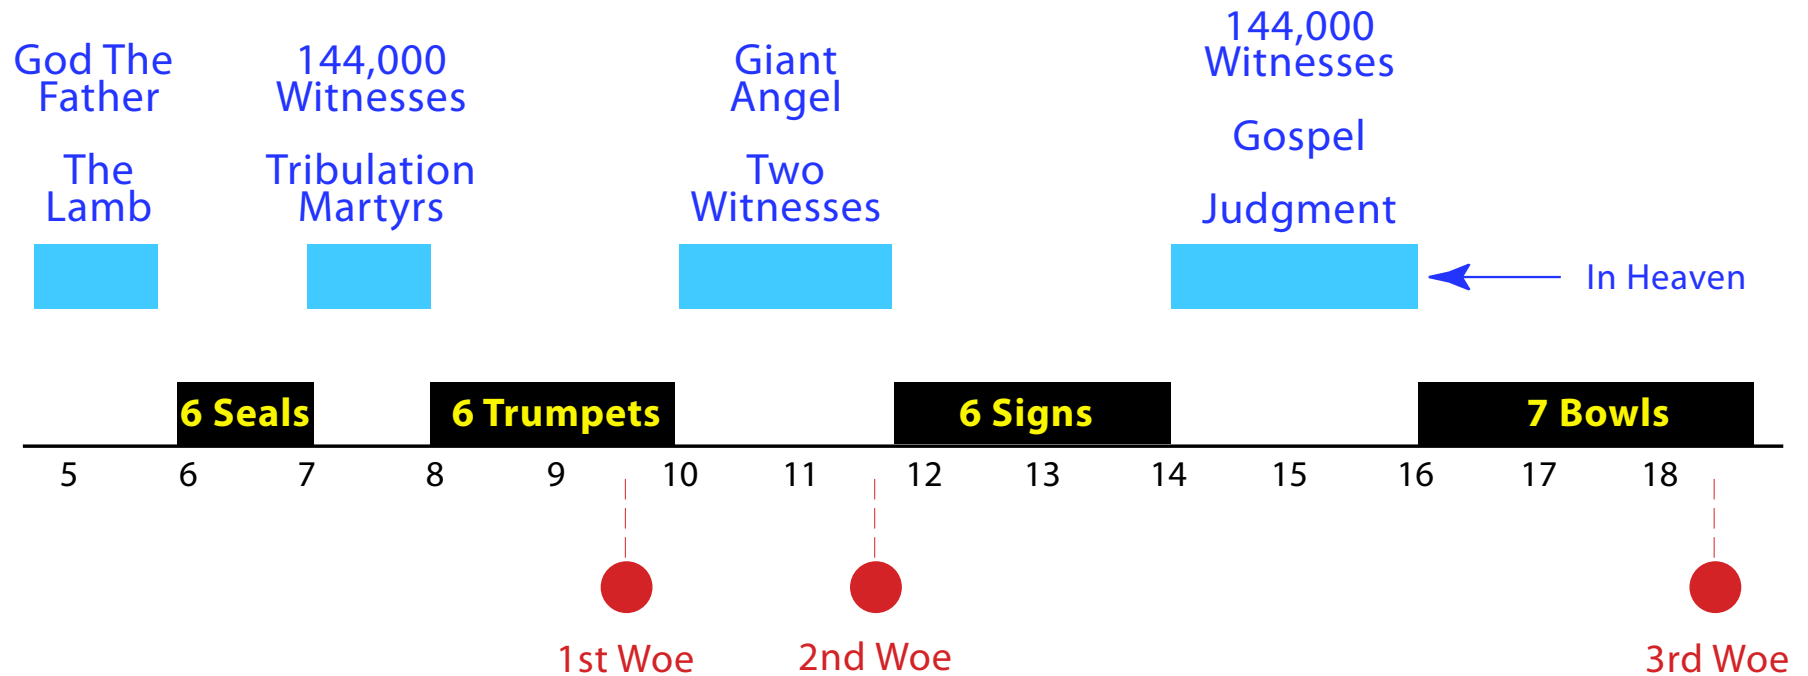 God The
Father
The
Lamb
144,000
Witnesses
Tribulation
Martyrs
Giant
Angel
Two
Witnesses
144,000
Witnesses
Gospel
Judgment
In Heaven
6 Seals
6 Trumpets
6 Signs
7 Bowls
5 6 7 8 9 10 11 12 13 14 15 16 17 18
1st Woe
2nd Woe
3rd Woe